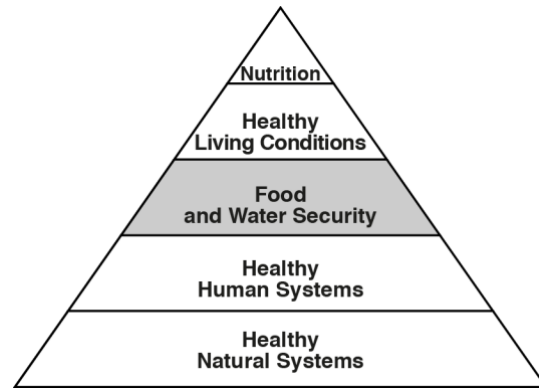 Nutrition
Healthy
Living Conditions
Food
and Water Security
Healthy
Human Systems
Healthy
Natural Systems